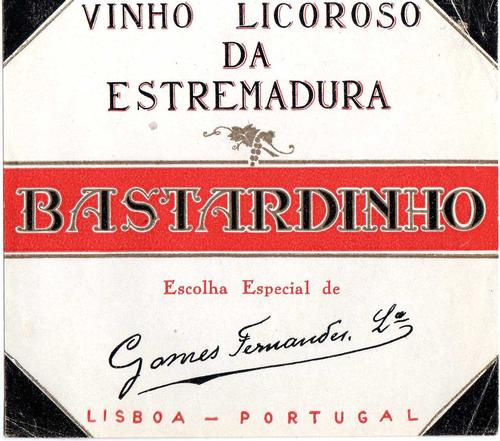 VINHO LICOROSO
DA
ESTREMADURA
BASTARDINHO
Escolha Especial de
Gomes Fernandes, Lᵈᵃ
LISBOA — PORTUGAL